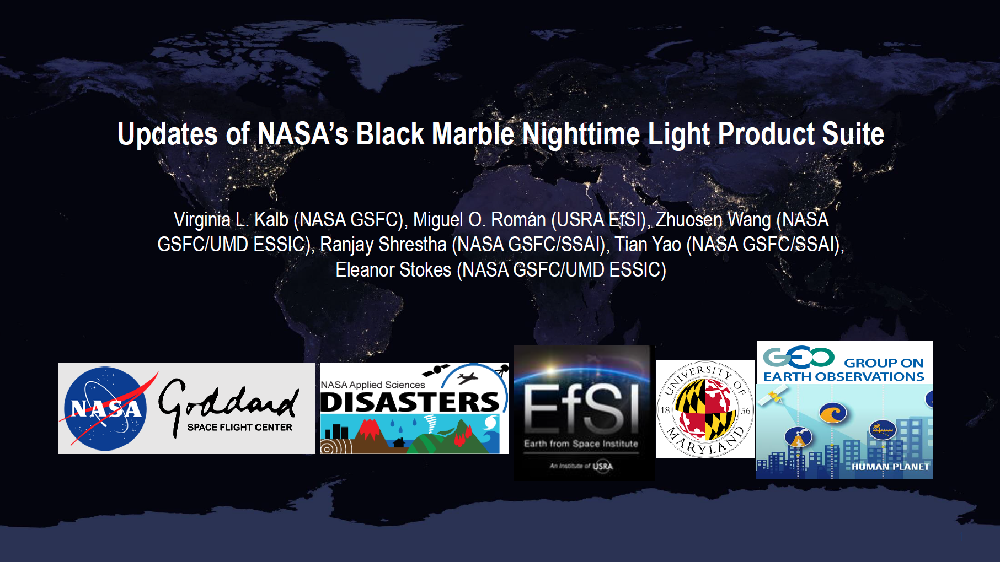 Updates of NASA’s Black Marble Nighttime Light Product Suite
Virginia L. Kalb (NASA GSFC), Miguel O. Román (USRA EfSI), Zhuosen Wang (NASA
GSFC/UMD ESSIC), Ranjay Shrestha (NASA GSFC/SSAI), Tian Yao (NASA GSFC/SSAI),
Eleanor Stokes (NASA GSFC/UMD ESSIC)
NASA
Goddard
SPACE FLIGHT CENTER
NASA Applied Sciences
DISASTERS
EfSI
Earth from Space Institute
An Institute of USRA
UNIVERSITY OF
18 56
MARYLAND
GEO
GROUP ON
EARTH OBSERVATIONS
HUMAN PLANET